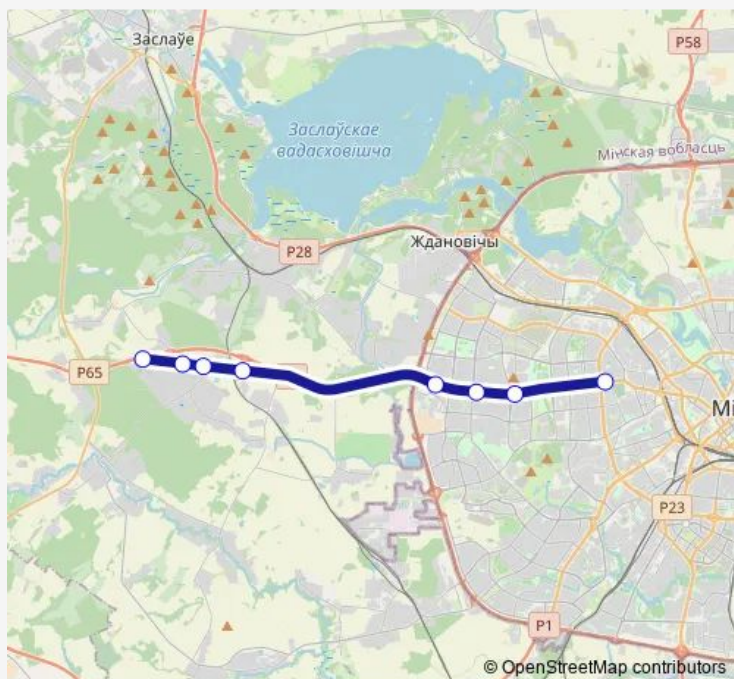 Заслаўе
P58
Заслаўскае
вадасховішча
Мінская вобласць
Ждановічы
P28
P65
Мі
P23
P1
© OpenStreetMap contributors